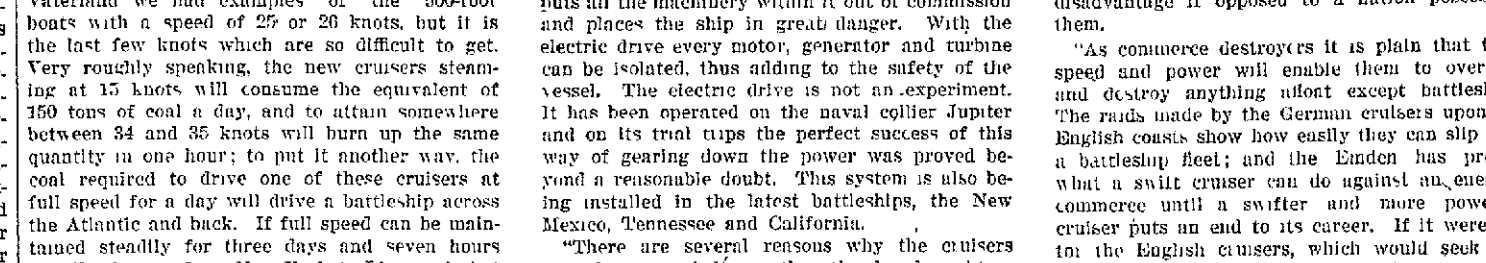 Vaterland we had examples of the 900-foot
boats with a speed of 25 or 26 knots, but it is
the last few knots which are so difficult to get.
Very roughly speaking, the new cruisers steam-
ing at 15 knots will consume the equivalent of
150 tons of coal a day, and to attain somewhere
between 34 and 35 knots will burn up the same
quantity in one hour; to put it another way, the
coal required to drive one of these cruisers at
full speed for a day will drive a battleship across
the Atlantic and back. If full speed can be main-
tained steadily for three days and seven hours
puts all the machinery within it out of commission
and places the ship in great danger. With the
electric drive every motor, generator and turbine
can be isolated, thus adding to the safety of the
vessel. The electric drive is not an experiment.
It has been operated on the naval collier Jupiter
and on its trial trips the perfect success of this
way of gearing down the power was proved be-
yond a reasonable doubt. This system is also be-
ing installed in the latest battleships, the New
Mexico, Tennessee and California.
"There are several reasons why the cruisers
disadvantage if opposed to a nation
them.
"As commerce destroyers it is plain that
speed and power will enable them to over
and destroy anything afloat except battlesh
The raids made by the German cruisers upon
English coasts show how easily they can slip
a battleship fleet; and the Emden has pr
what a swift cruiser can do against an ene
commerce until a swifter and more powe
cruiser puts an end to its career. If it were
for the English cruisers, which would seek